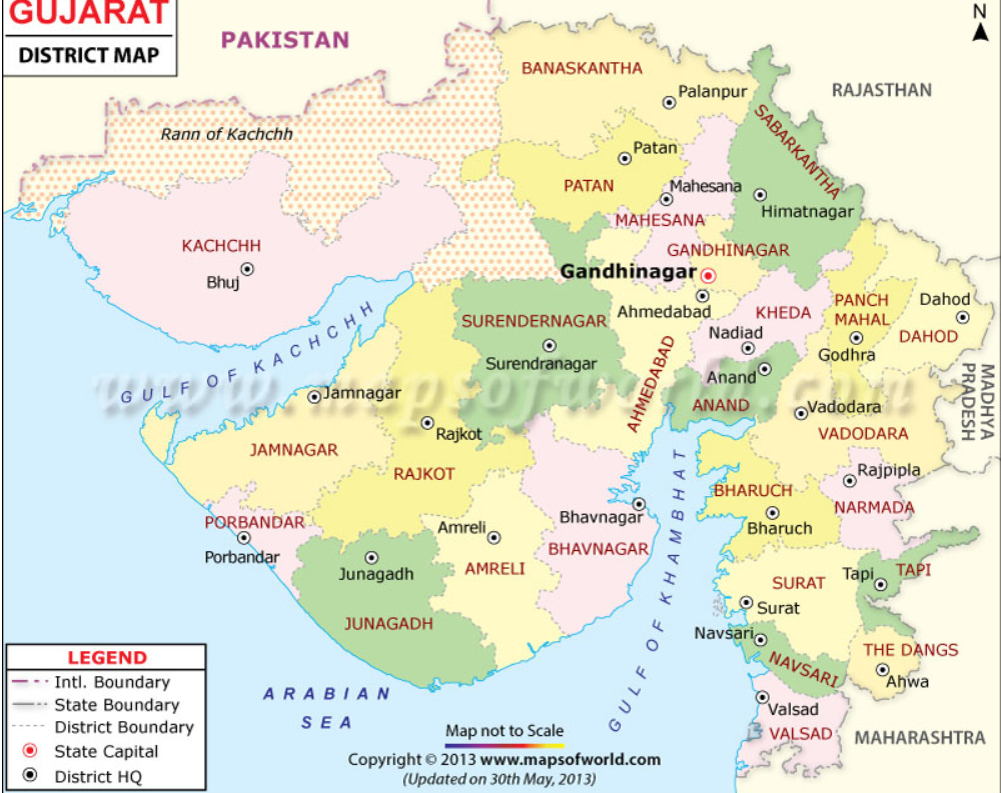 GUJARAT
DISTRICT MAP
PAKISTAN
N
RAJASTHAN
BANASKANTHA
Palanpur
SABARKANTHA
Rann of Kachchh
Patan
PATAN
Mahesana
MAHESANA
Himatnagar
KACHCHH
Bhuj
GANDHINAGAR
Gandhinagar
Ahmedabad
AHMEDABAD
KHEDA
Nadiad
PANCH
MAHAL
Godhra
Dahod
DAHOD
GULF OF KACHCHH
SURENDERNAGAR
Surendranagar
Anand
ANAND
Vadodara
VADODARA
MADHYA
PRADESH
www.mapsofworld.com
Jamnagar
JAMNAGAR
Rajkot
RAJKOT
Rajpipla
NARMADA
BHARUCH
Bharuch
PORBANDAR
Porbandar
Junagadh
JUNAGADH
Amreli
AMRELI
Bhavnagar
BHAVNAGAR
GULF OF KHAMBHAT
SURAT
Surat
Tapi
TAPI
Navsari
NAVSARI
THE DANGS
Ahwa
Valsad
VALSAD
MAHARASHTRA
ARABIAN
SEA
LEGEND
Intl. Boundary
State Boundary
District Boundary
State Capital
District HQ
Map not to Scale
Copyright © 2013 www.mapsofworld.com
(Updated on 30th May, 2013)